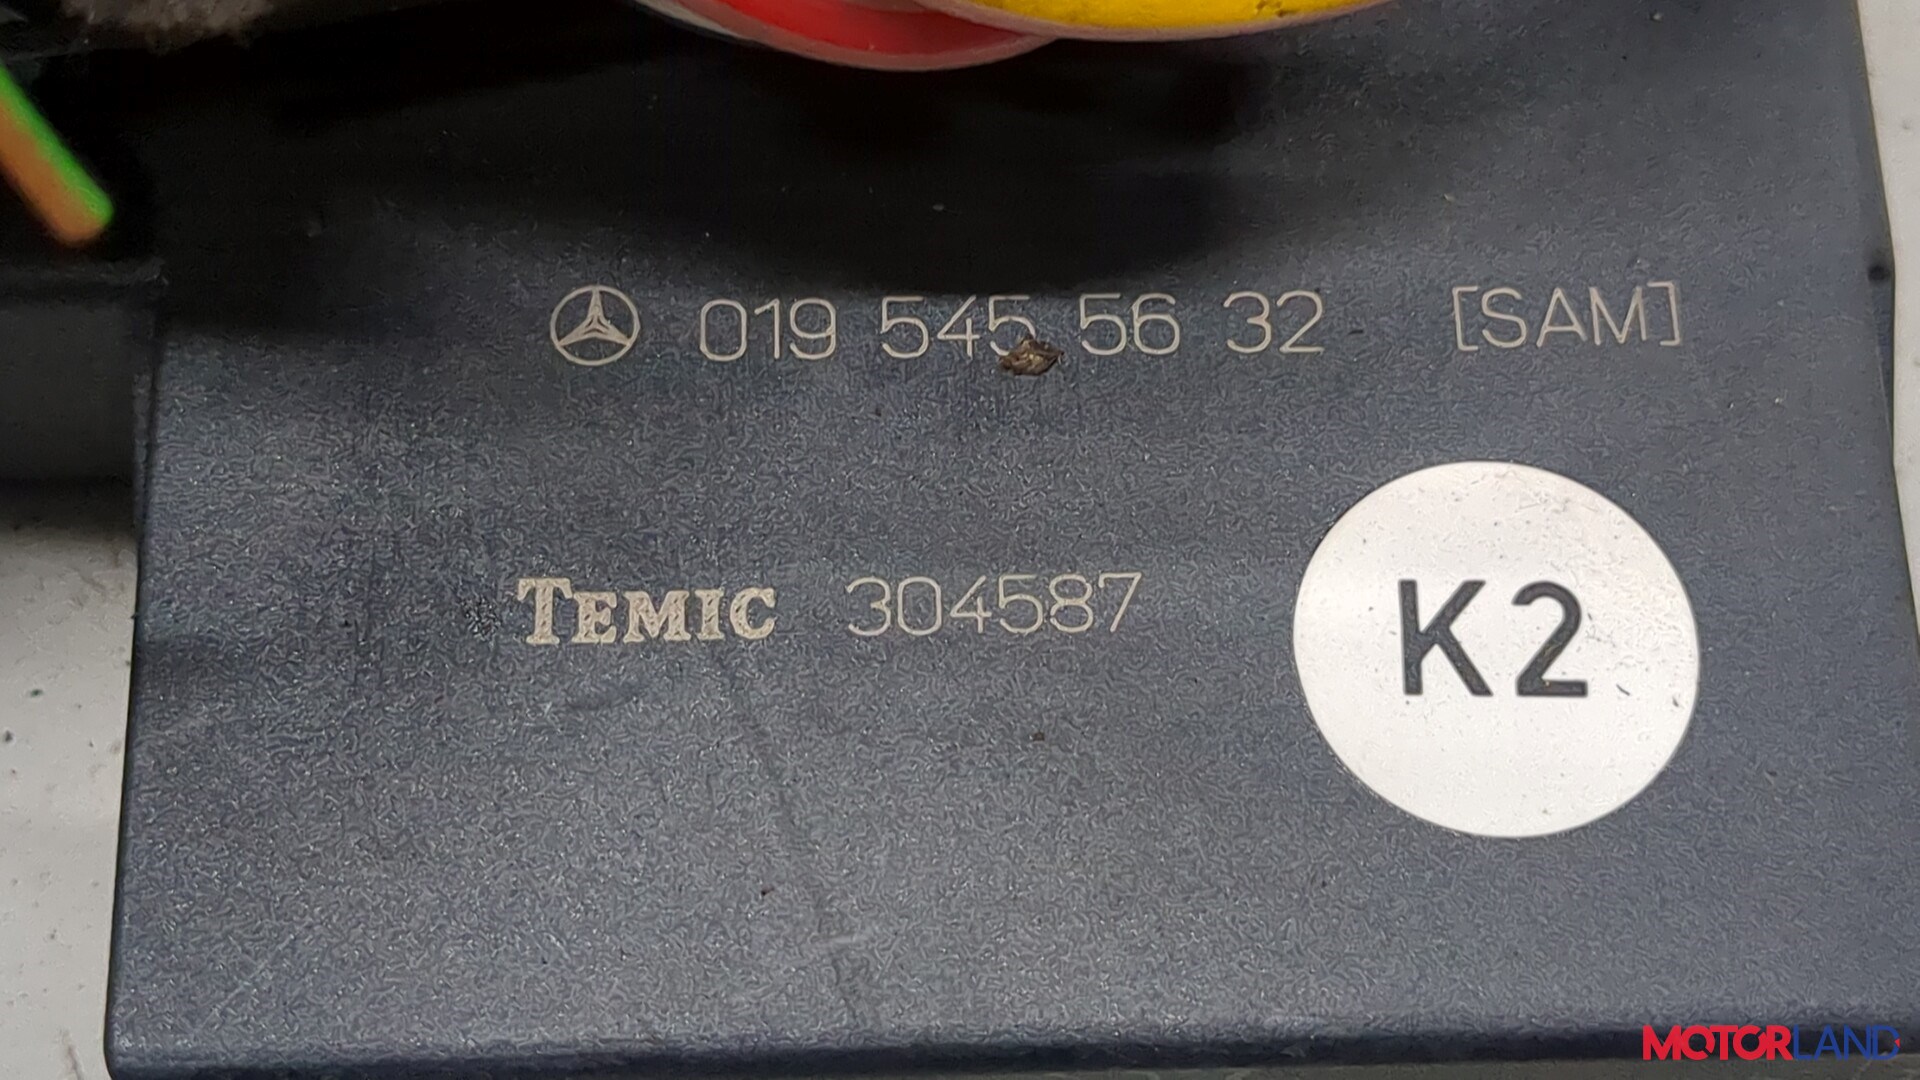 019 545 56 32 [SAM]
TEMIC 304587
K2
MOTORLAND